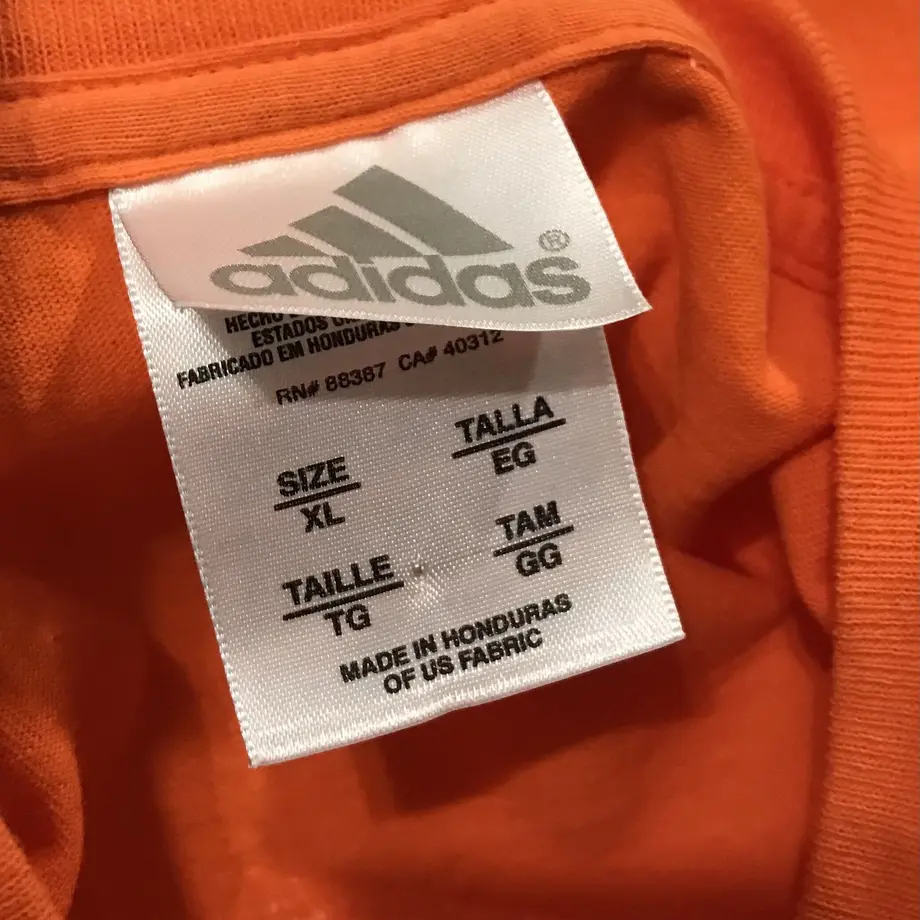 adidas®
HECHO
ESTADOS
FABRICADO EM HONDURAS
RN# 88387 CA# 40312
TALLA
EG
SIZE
XL
TAM
GG
TAILLE
TG
MADE IN HONDURAS
OF US FABRIC